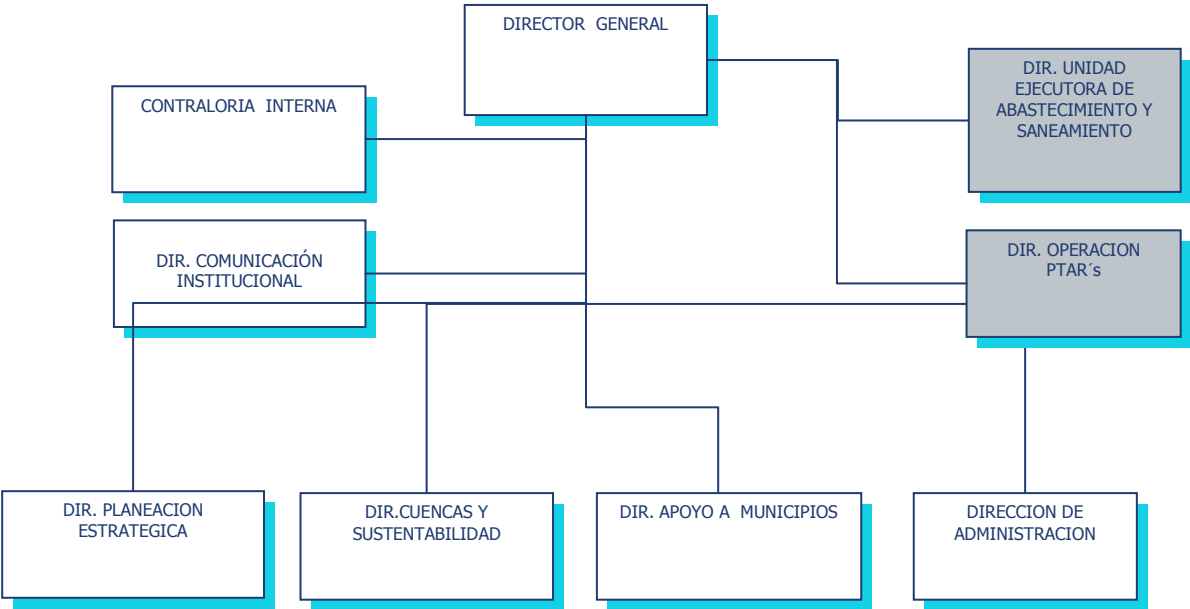 DIRECTOR GENERAL
DIR. UNIDAD
EJECUTORA DE
ABASTECIMIENTO Y
SANEAMIENTO
CONTRALORIA INTERNA
DIR. COMUNICACIÓN
INSTITUCIONAL
DIR. OPERACION
PTAR´s
DIR. PLANEACION
ESTRATEGICA
DIR.CUENCAS Y
SUSTENTABILIDAD
DIR. APOYO A MUNICIPIOS
DIRECCION DE
ADMINISTRACION